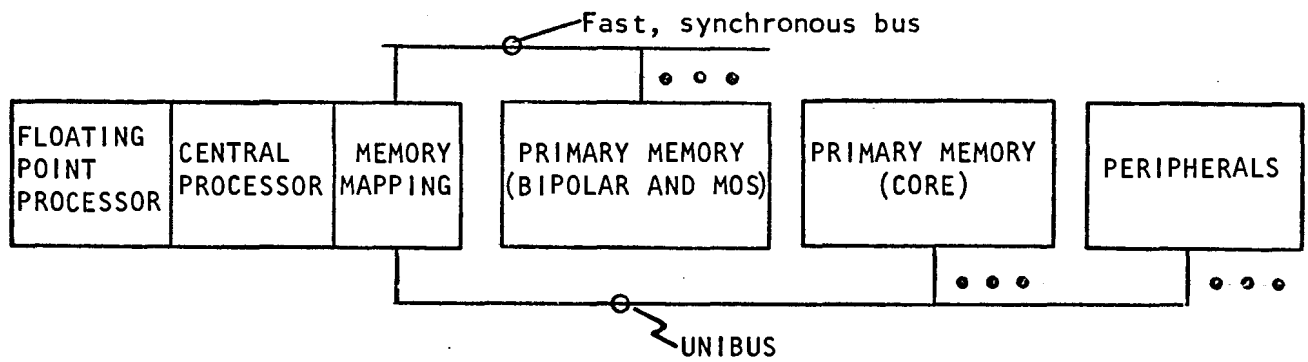 Fast, synchronous bus
FLOATING
POINT
PROCESSOR
CENTRAL
PROCESSOR
MEMORY
MAPPING
PRIMARY MEMORY
(BIPOLAR AND MOS)
PRIMARY MEMORY
(CORE)
PERIPHERALS
UNIBUS